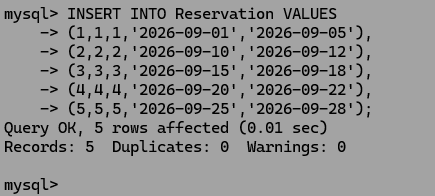 mysql> INSERT INTO Reservation VALUES
    -> (1,1,1,'2026-09-01','2026-09-05'),
    -> (2,2,2,'2026-09-10','2026-09-12'),
    -> (3,3,3,'2026-09-15','2026-09-18'),
    -> (4,4,4,'2026-09-20','2026-09-22'),
    -> (5,5,5,'2026-09-25','2026-09-28');
Query OK, 5 rows affected (0.01 sec)
Records: 5  Duplicates: 0  Warnings: 0

mysql>